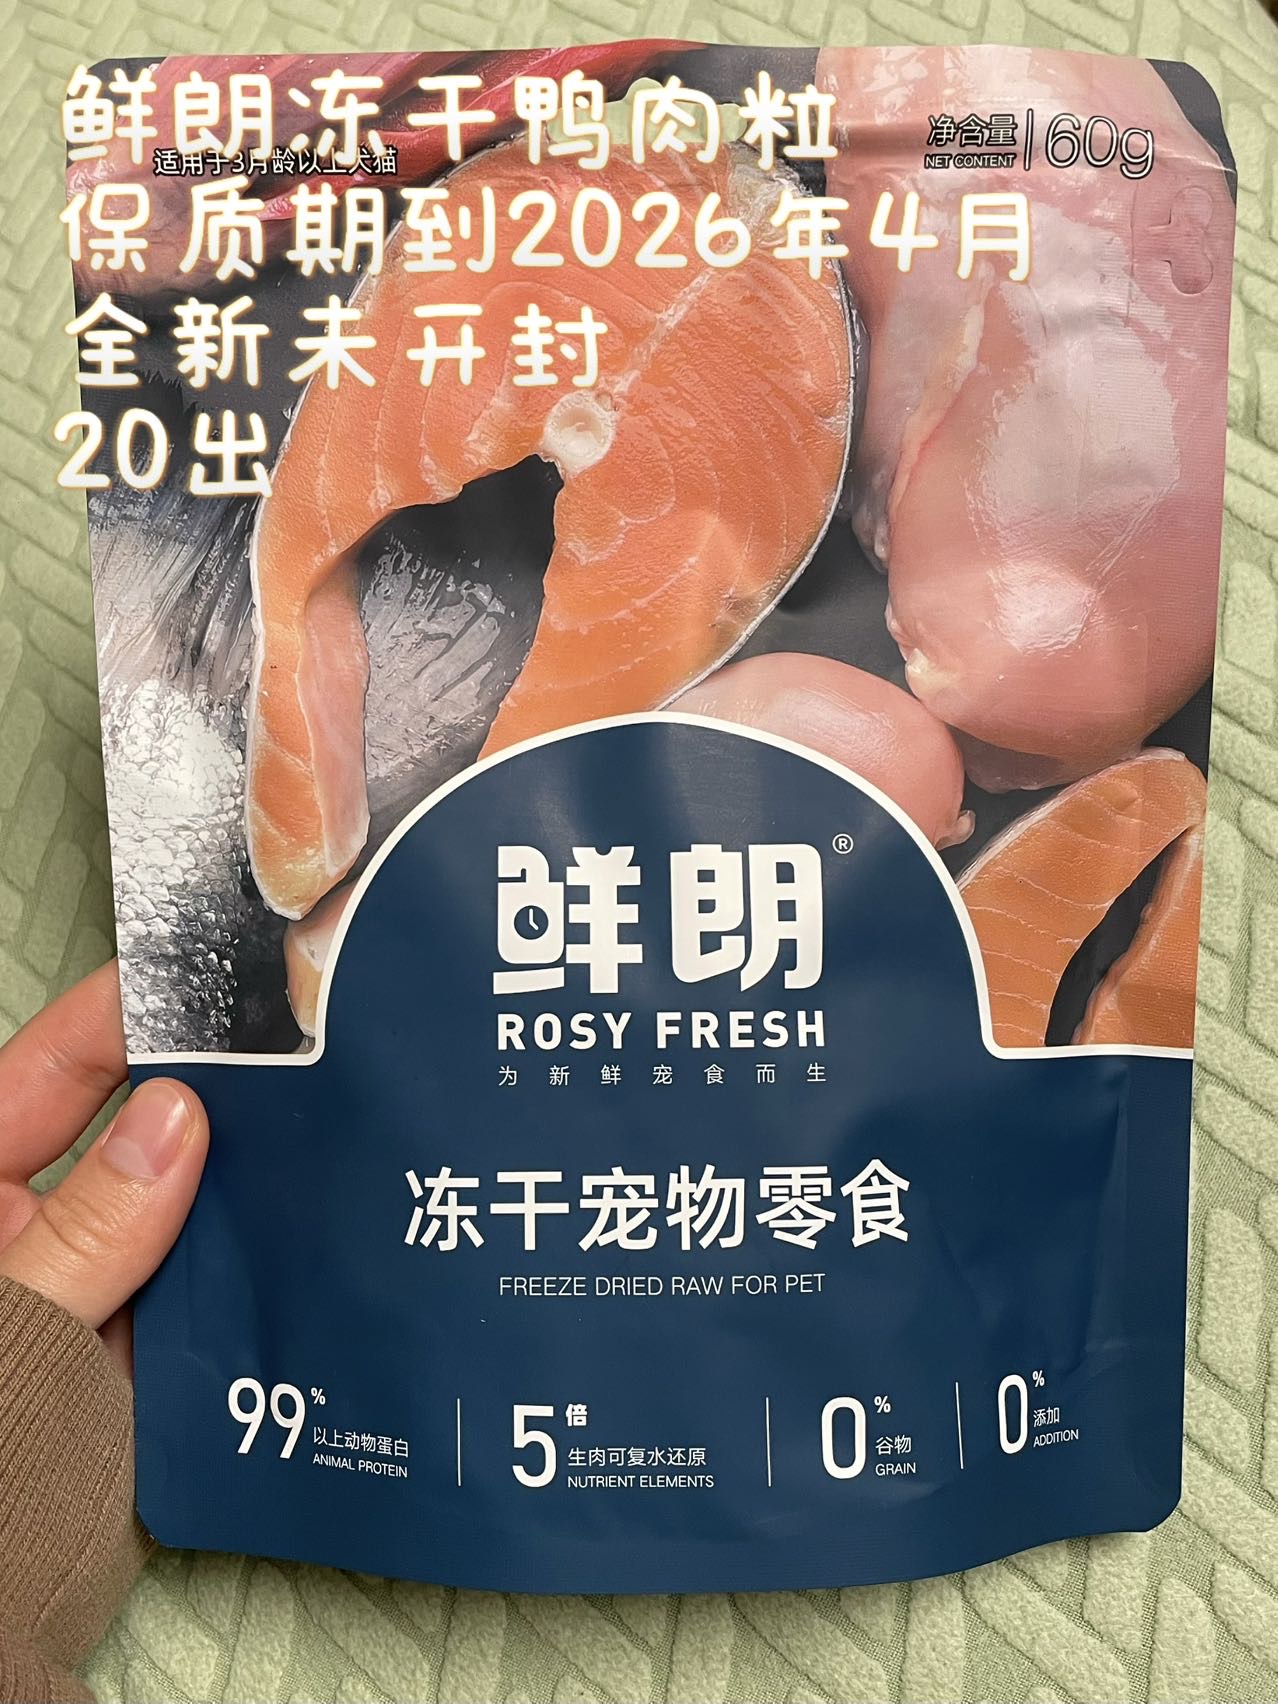 鲜朗冻干鸭肉粒
适用于3月龄以上犬猫
净含量
NET CONTENT
60g
保质期到2026年4月
全新未开封
20出
鲜朗®
ROSY FRESH
为新鲜宠食而生
冻干宠物零食
FREEZE DRIED RAW FOR PET
99%
以上动物蛋白
ANIMAL PROTEIN
5倍
生肉可复水还原
NUTRIENT ELEMENTS
0%
谷物
GRAIN
0%
添加
ADDITION